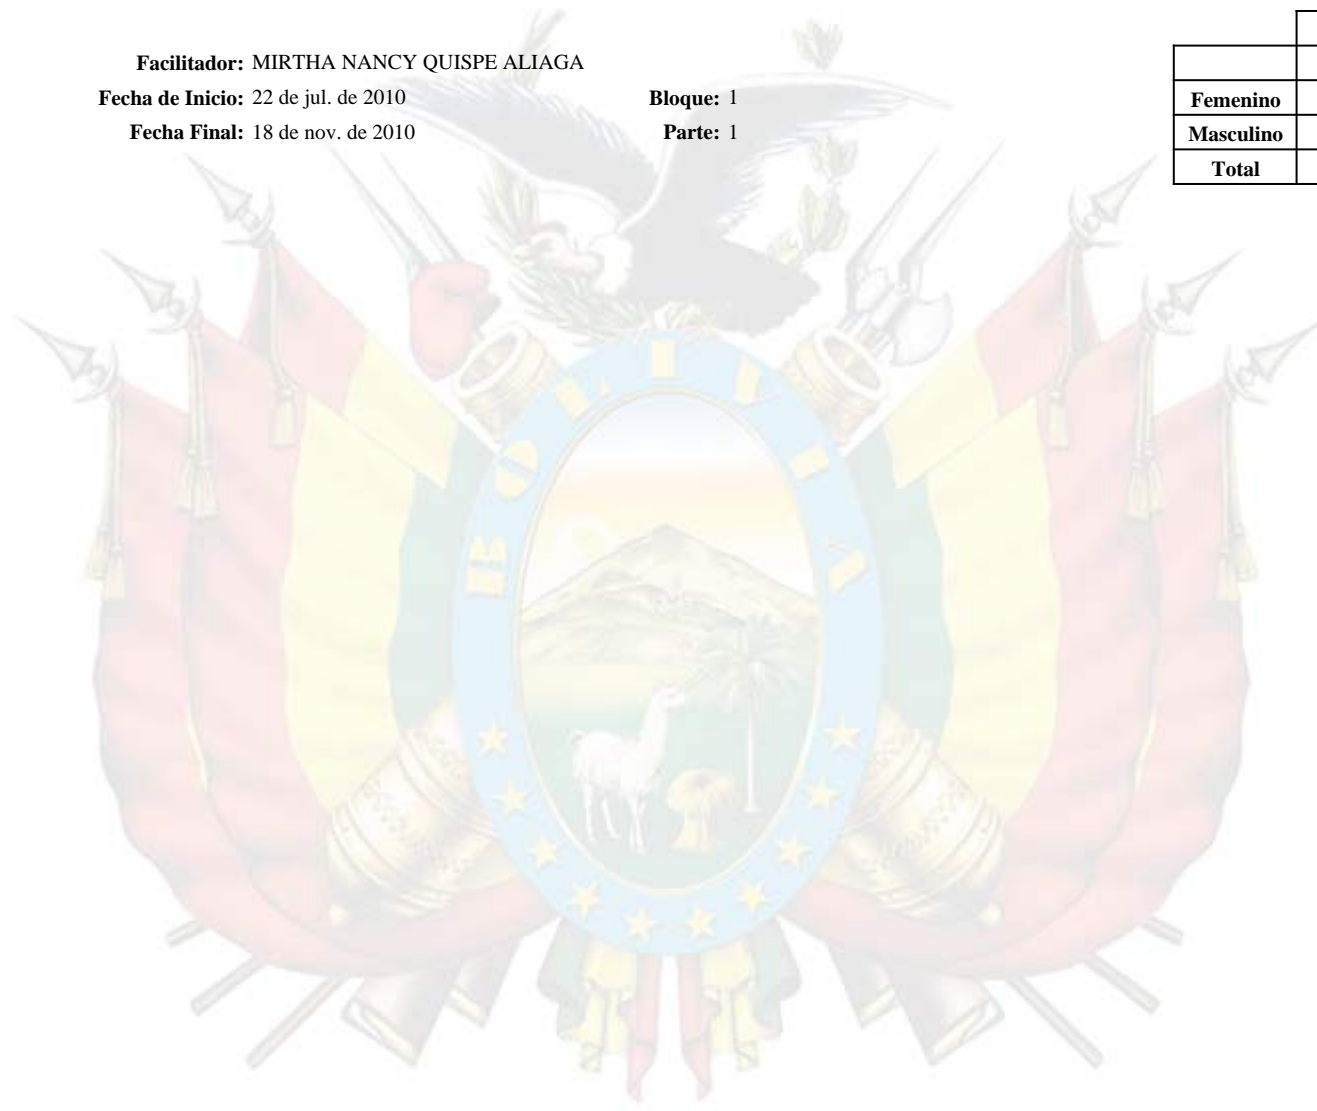 Facilitador: MIRTHA NANCY QUISPE ALIAGA
Fecha de Inicio: 22 de jul. de 2010 Bloque: 1
Fecha Final: 18 de nov. de 2010 Parte: 1
Femenino
Masculino
Total
BOLIVIA